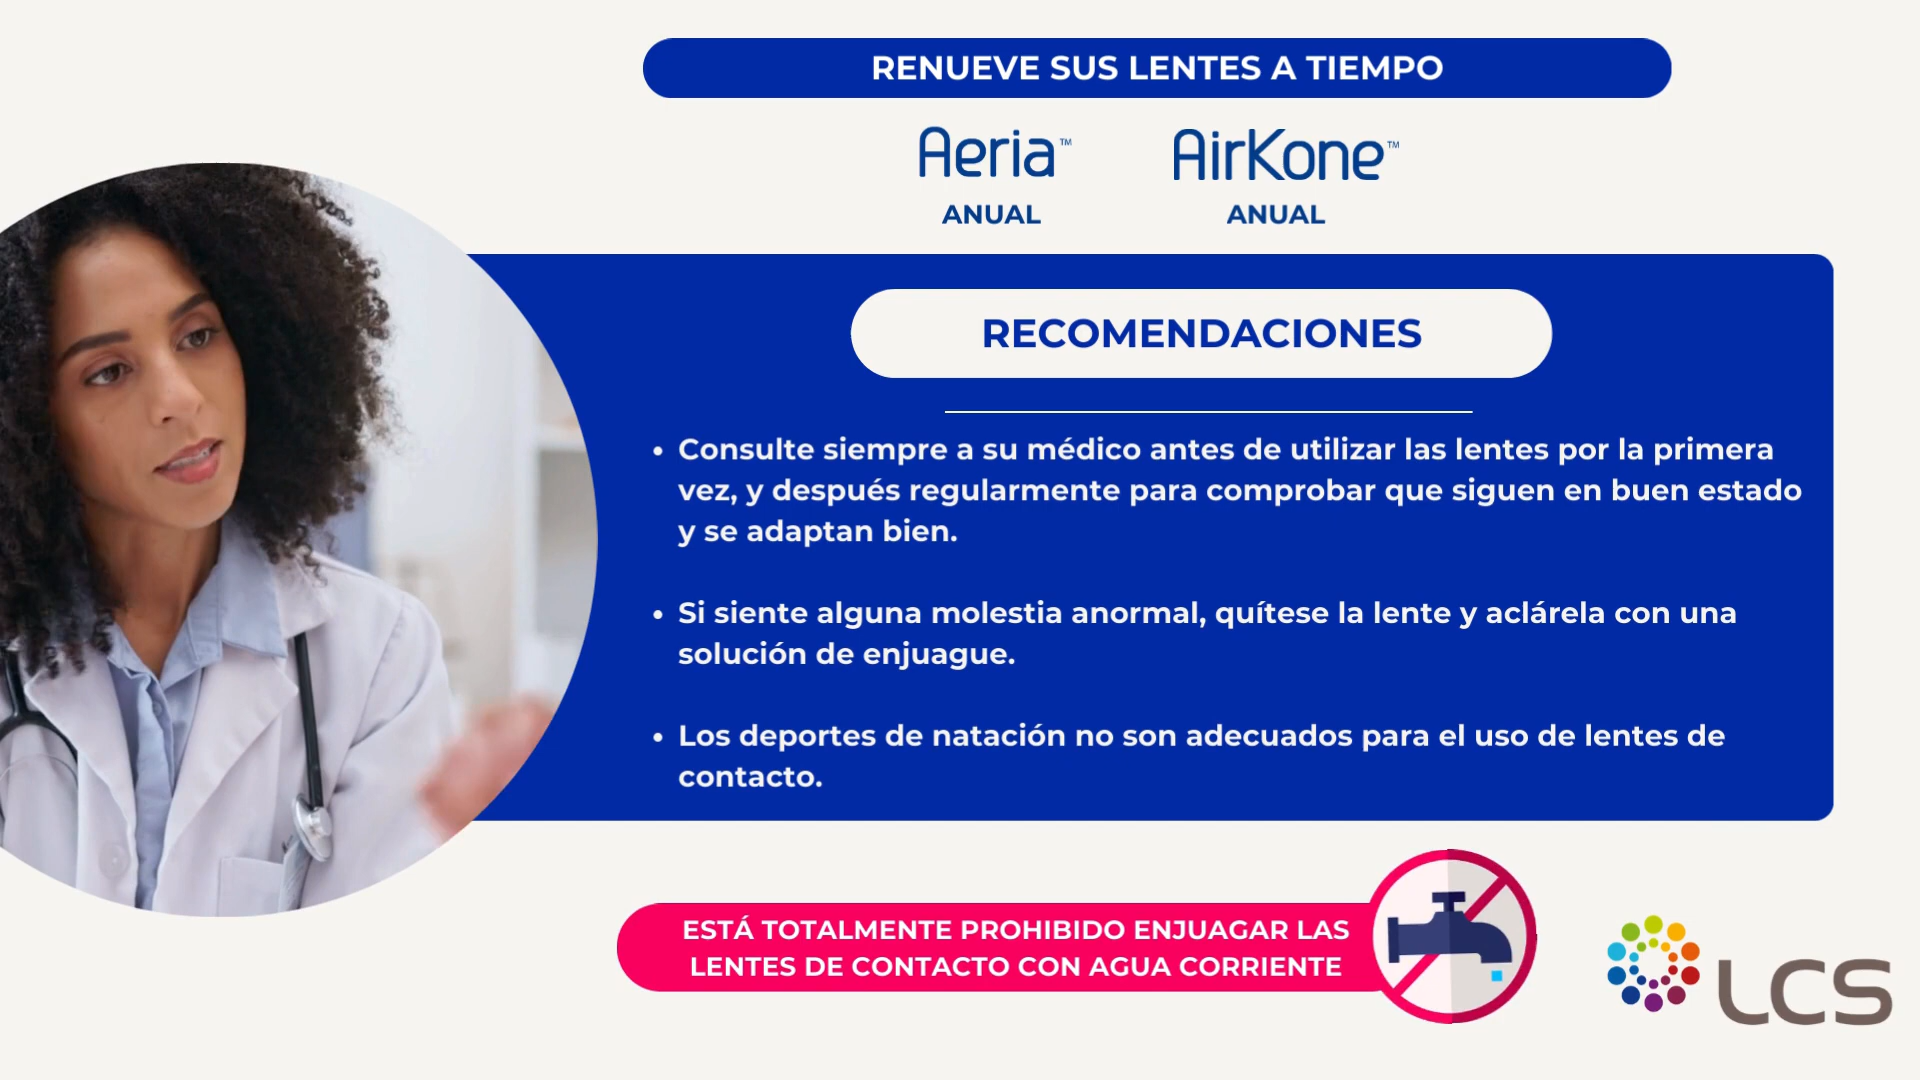 RENUEVE SUS LENTES A TIEMPO
Aeria™ AirKone™
ANUAL ANUAL
RECOMENDACIONES
• Consulte siempre a su médico antes de utilizar las lentes por la primera
vez, y después regularmente para comprobar que siguen en buen estado
y se adaptan bien.
• Si siente alguna molestia anormal, quítese la lente y aclárela con una
solución de enjuague.
• Los deportes de natación no son adecuados para el uso de lentes de
contacto.
ESTÁ TOTALMENTE PROHIBIDO ENJUAGAR LAS
LENTES DE CONTACTO CON AGUA CORRIENTE
LCS